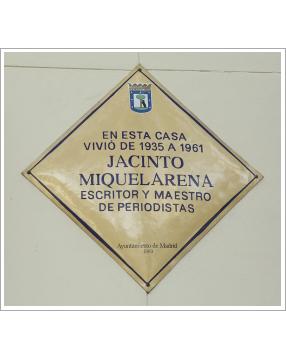 EN ESTA CASA
VIVIÓ DE 1935 A 1961
JACINTO
MIQUELARENA
ESCRITOR Y MAESTRO
DE PERIODISTAS
Ayuntamiento de Madrid